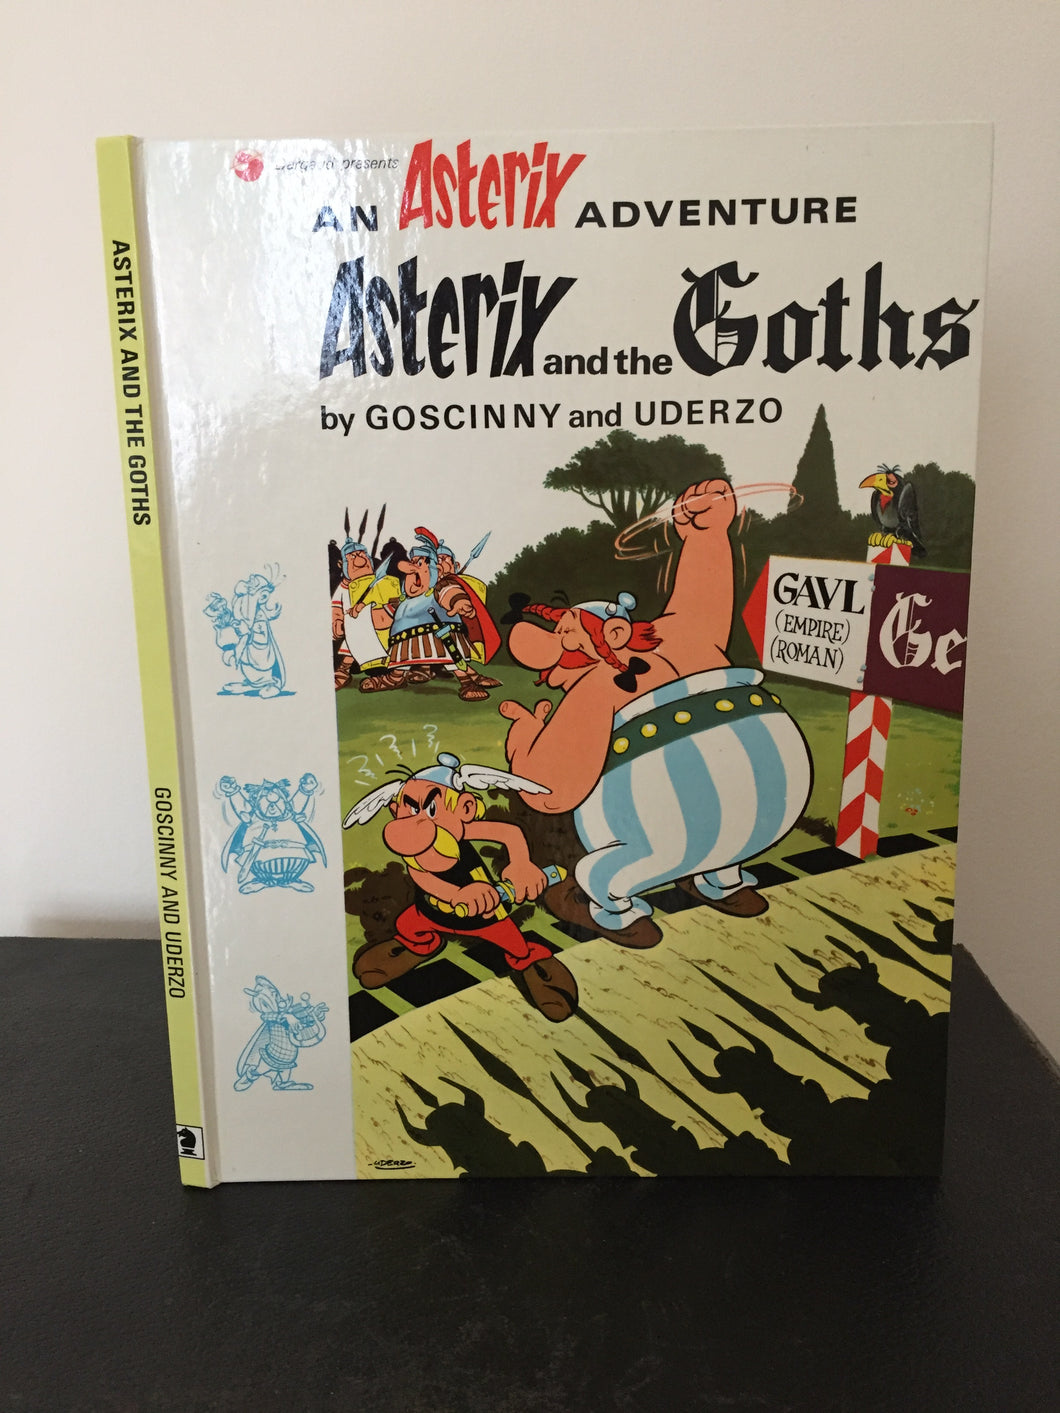 Dargaud presents
AN Asterix ADVENTURE
Asterix and the Goths
by GOSCINNY and UDERZO
GAVL
(EMPIRE)
(ROMAN)
Ge
UDERZO
ASTERIX AND THE GOTHS
GOSCINNY AND UDERZO